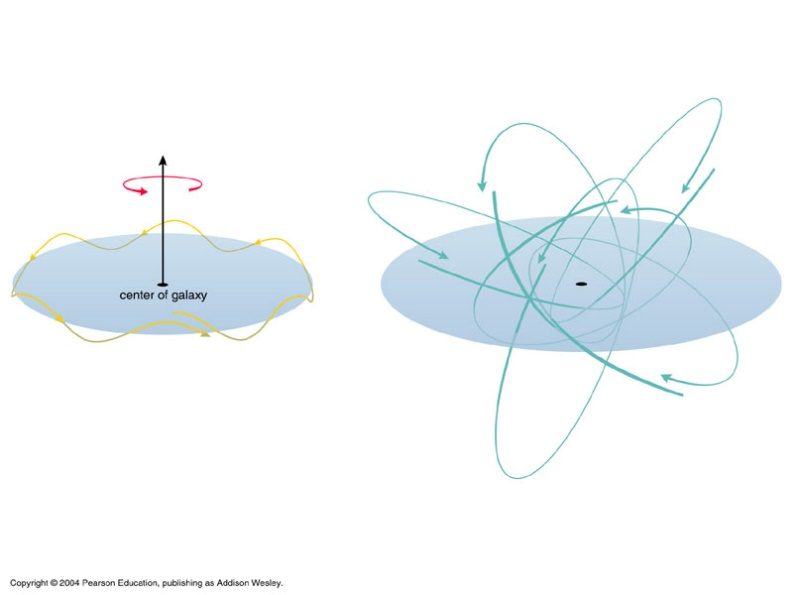 center of galaxy
Copyright © 2004 Pearson Education, publishing as Addison Wesley.